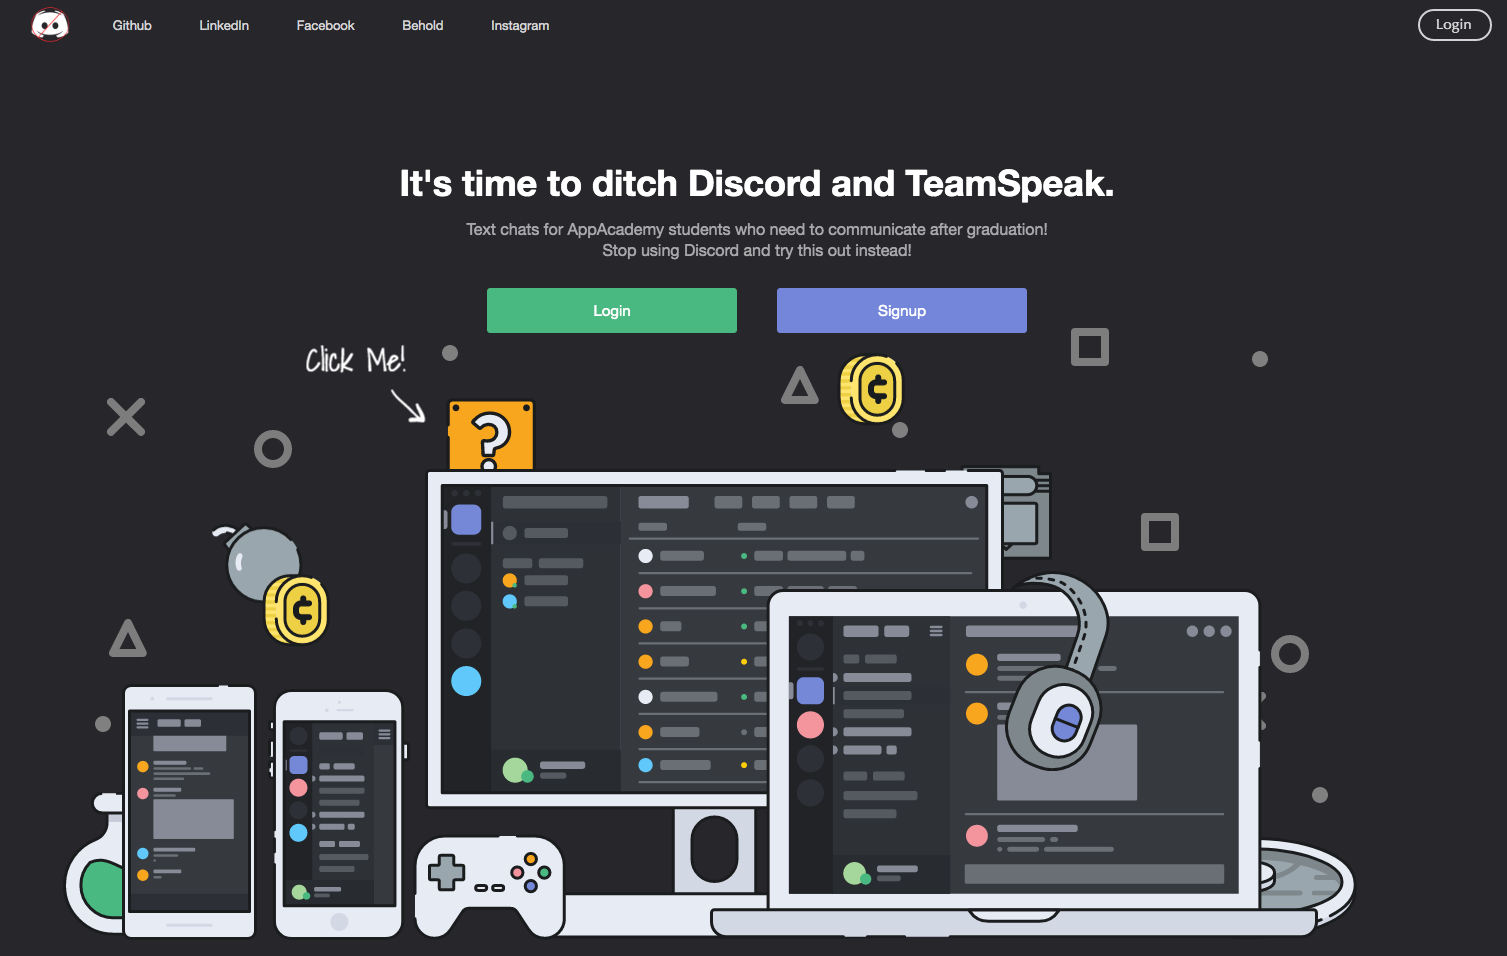 Github LinkedIn Facebook Behold Instagram Login
It's time to ditch Discord and TeamSpeak.
Text chats for AppAcademy students who need to communicate after graduation!
Stop using Discord and try this out instead!
Login Signup
Click Me!
?
¢
¢